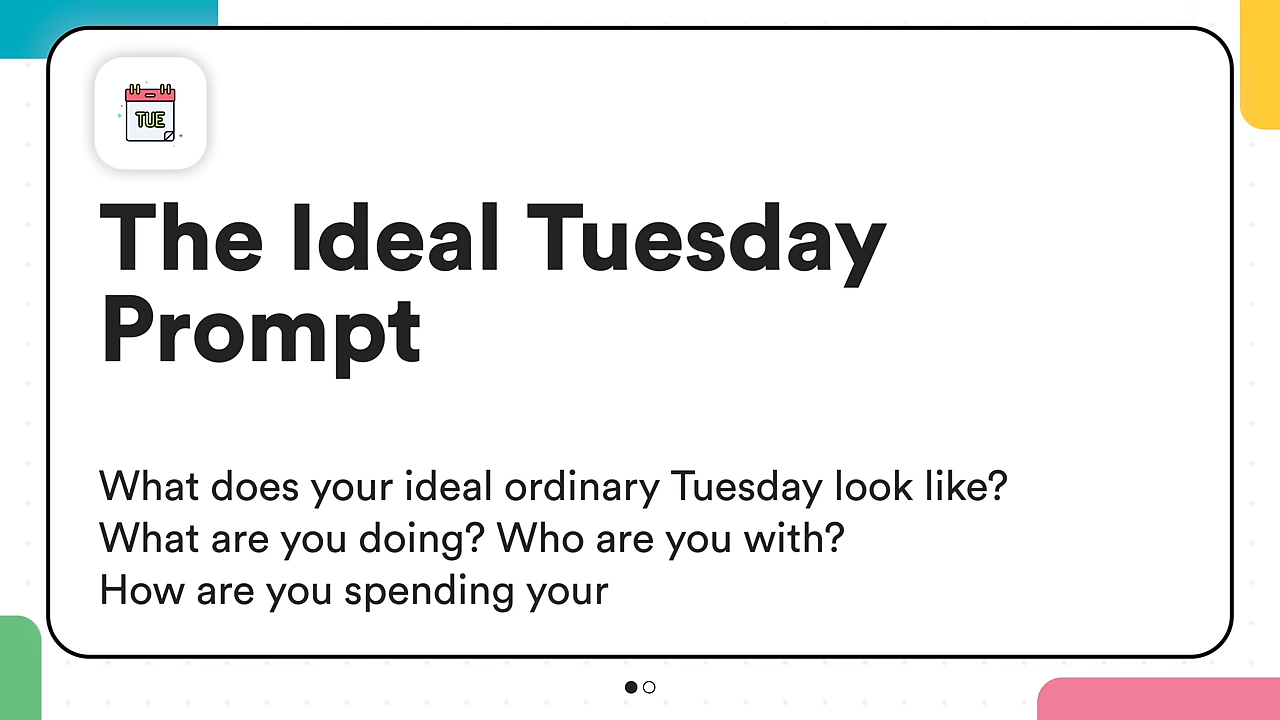 TUE
The Ideal Tuesday
Prompt
What does your ideal ordinary Tuesday look like?
What are you doing? Who are you with?
How are you spending your